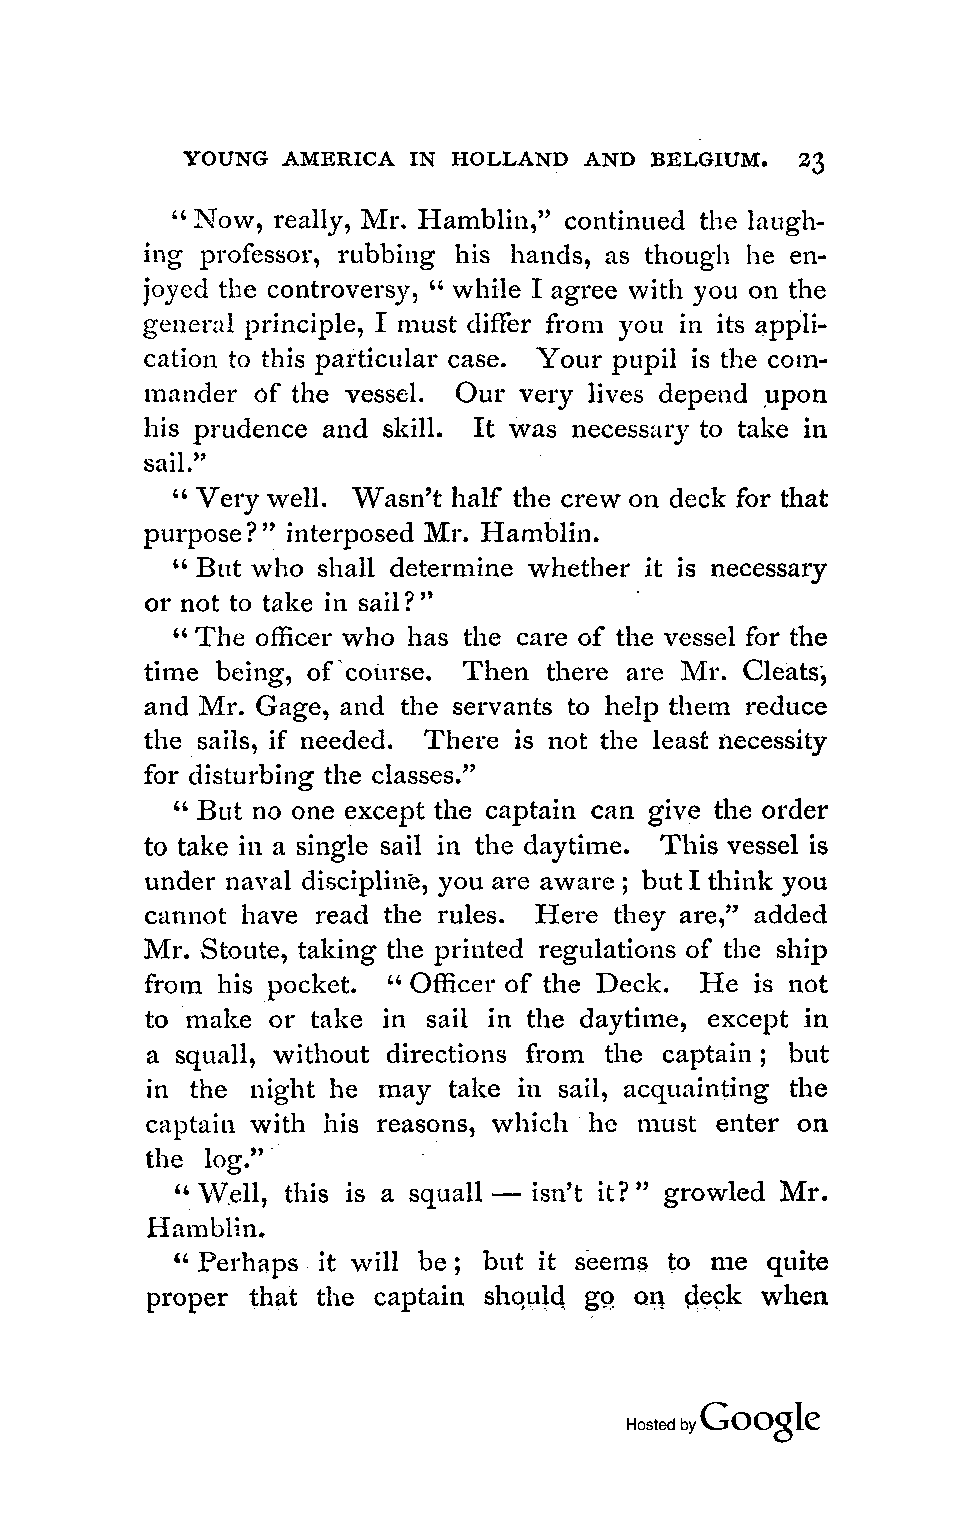 YOUNG AMERICA IN HOLLAND AND BELGIUM. 23
"Now, really, Mr. Hamblin," continued the laugh-
ing professor, rubbing his hands, as though he en-
joyed the controversy, "while I agree with you on the
general principle, I must differ from you in its appli-
cation to this particular case. Your pupil is the com-
mander of the vessel. Our very lives depend upon
his prudence and skill. It was necessary to take in
sail."
"Very well. Wasn't half the crew on deck for that
purpose?" interposed Mr. Hamblin.
"But who shall determine whether it is necessary
or not to take in sail?"
"The officer who has the care of the vessel for the
time being, of course. Then there are Mr. Cleats,
and Mr. Gage, and the servants to help them reduce
the sails, if needed. There is not the least necessity
for disturbing the classes."
"But no one except the captain can give the order
to take in a single sail in the daytime. This vessel is
under naval discipline, you are aware; but I think you
cannot have read the rules. Here they are," added
Mr. Stoute, taking the printed regulations of the ship
from his pocket. "Officer of the Deck. He is not
to make or take in sail in the daytime, except in
a squall, without directions from the captain; but
in the night he may take in sail, acquainting the
captain with his reasons, which he must enter on
the log."
"Well, this is a squall — isn't it?" growled Mr.
Hamblin.
"Perhaps it will be; but it seems to me quite
proper that the captain should go on deck when
Hosted by Google